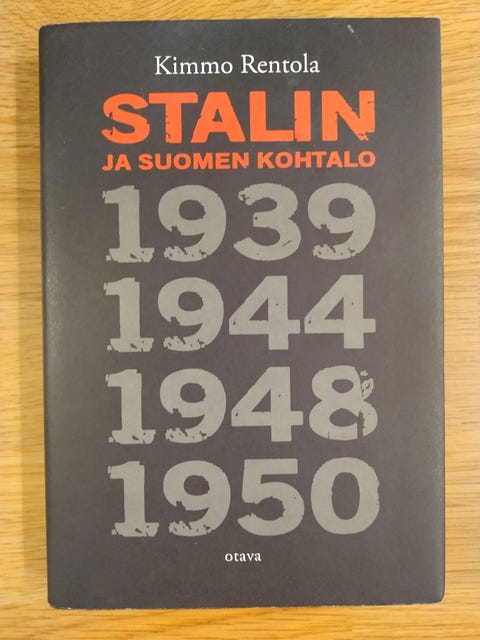 Kimmo Rentola
STALIN
JA SUOMEN KOHTALO
1939
1944
1948
1950
otava